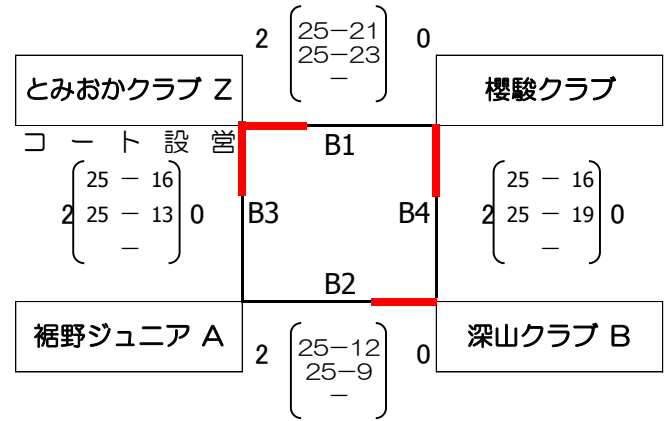 2 25-21 0
25-23
-
とみおかクラブ Z 櫻駿クラブ
コート設営
B1
25 - 16 25 - 16
2 25 - 13 0 B3 B4 2 25 - 19 0
- -
B2
裾野ジュニア A 深山クラブ B
2 25-12 0
25-9
-